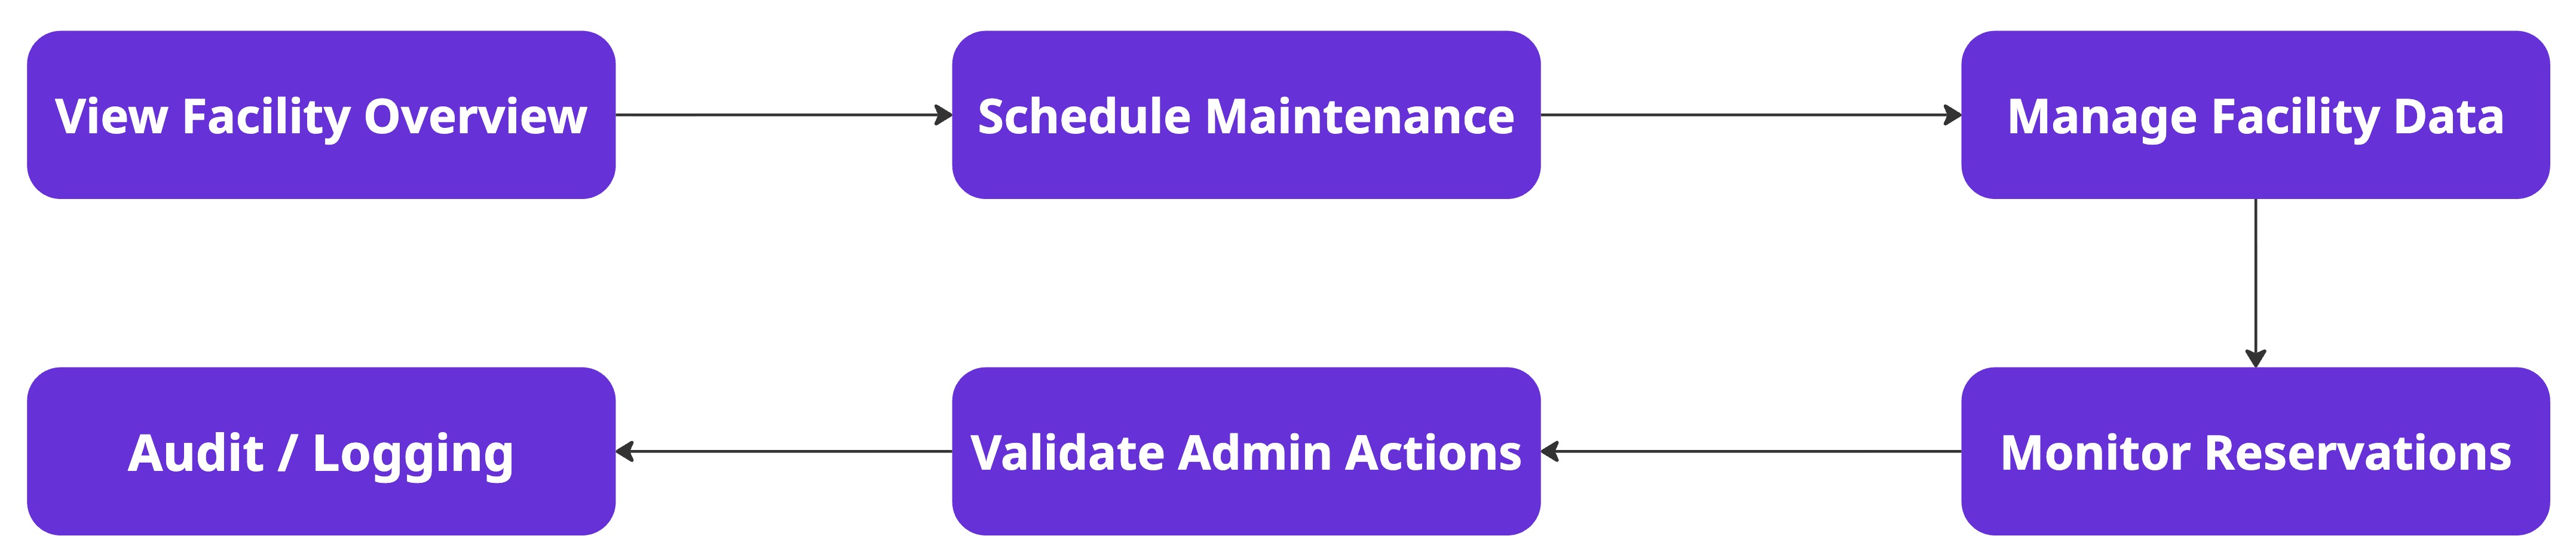 View Facility Overview
Schedule Maintenance
Manage Facility Data
Monitor Reservations
Validate Admin Actions
Audit / Logging